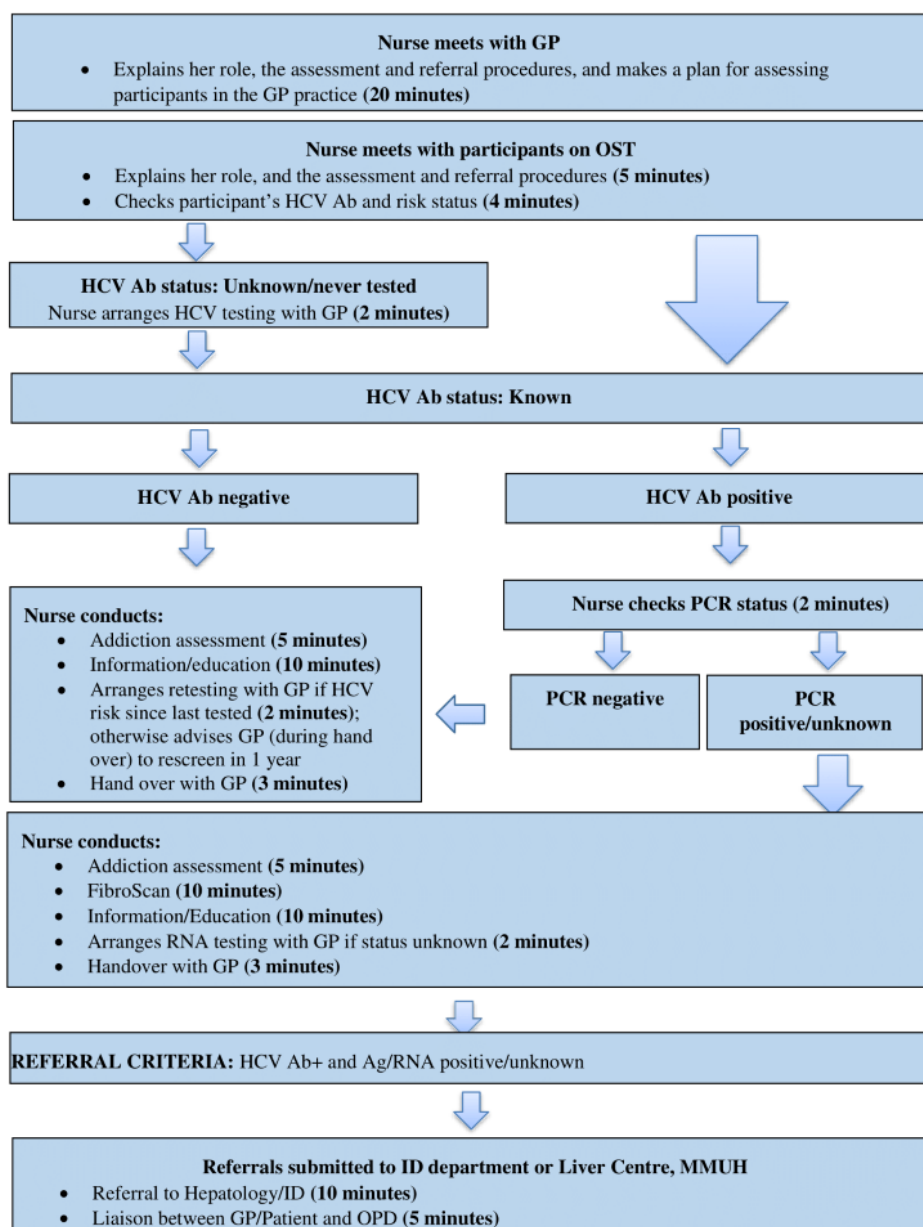 Nurse meets with GP
• Explains her role, the assessment and referral procedures, and makes a plan for assessing
participants in the GP practice (20 minutes)
Nurse meets with participants on OST
• Explains her role, and the assessment and referral procedures (5 minutes)
• Checks participant's HCV Ab and risk status (4 minutes)
HCV Ab status: Unknown/never tested
Nurse arranges HCV testing with GP (2 minutes)
HCV Ab status: Known
HCV Ab negative
HCV Ab positive
Nurse checks PCR status (2 minutes)
PCR negative
PCR
positive/unknown
Nurse conducts:
• Addiction assessment (5 minutes)
• Information/education (10 minutes)
• Arranges retesting with GP if HCV
risk since last tested (2 minutes);
otherwise advises GP (during hand
over) to rescreen in 1 year
• Hand over with GP (3 minutes)
Nurse conducts:
• Addiction assessment (5 minutes)
• FibroScan (10 minutes)
• Information/Education (10 minutes)
• Arranges RNA testing with GP if status unknown (2 minutes)
• Handover with GP (3 minutes)
REFERRAL CRITERIA: HCV Ab+ and Ag/RNA positive/unknown
Referrals submitted to ID department or Liver Centre, MMUH
• Referral to Hepatology/ID (10 minutes)
• Liaison between GP/Patient and OPD (5 minutes)